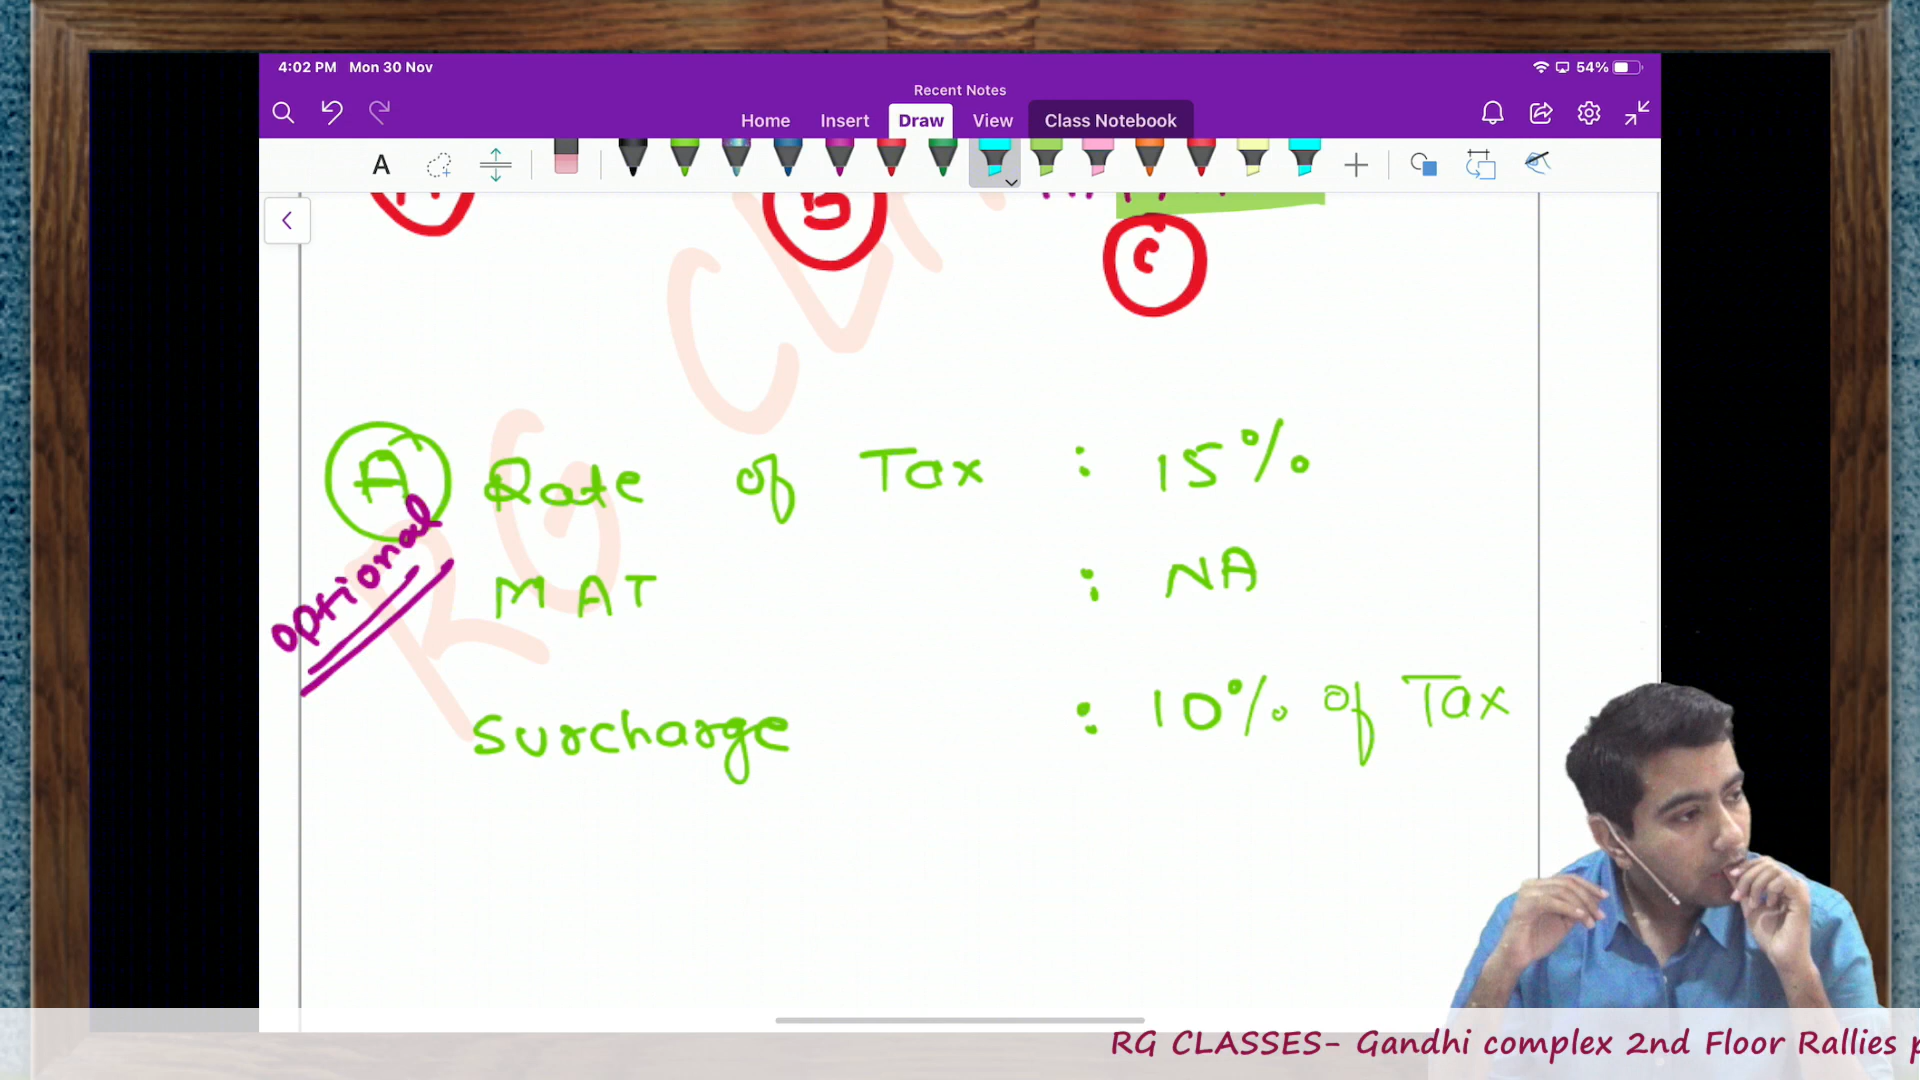 4:02 PM Mon 30 Nov
54%
Recent Notes
Home Insert Draw View Class Notebook
A
B
C
RG
A Rate of Tax : 15%
optional
MAT : NA
Surcharge : 10% of Tax
RG CLASSES- Gandhi complex 2nd Floor Rallies